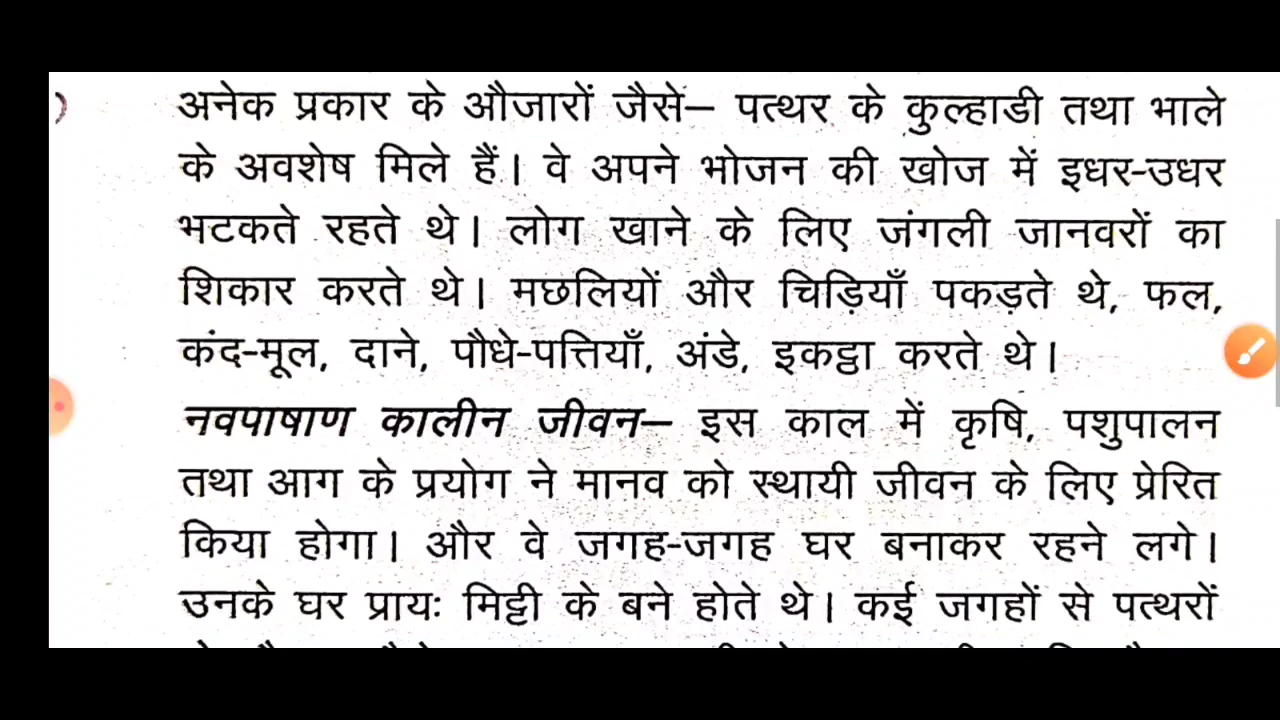 अनेक प्रकार के औजारों जैसे– पत्थर के कुल्हाडी तथा भाले
के अवशेष मिले हैं। वे अपने भोजन की खोज में इधर-उधर
भटकते रहते थे। लोग खाने के लिए जंगली जानवरों का
शिकार करते थे। मछलियों और चिड़ियाँ पकड़ते थे, फल,
कंद-मूल, दाने, पौधे-पत्तियाँ, अंडे, इकट्ठा करते थे।
नवपाषाण कालीन जीवन– इस काल में कृषि, पशुपालन
तथा आग के प्रयोग ने मानव को स्थायी जीवन के लिए प्रेरित
किया होगा। और वे जगह-जगह घर बनाकर रहने लगे।
उनके घर प्रायः मिट्टी के बने होते थे। कई जगहों से पत्थरों